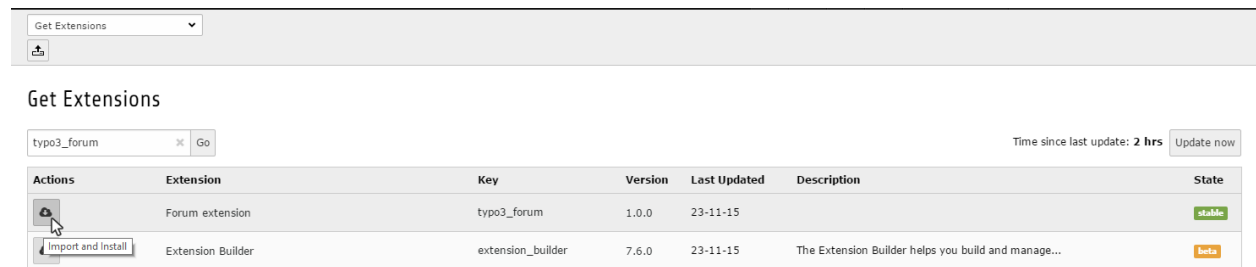 Get Extensions
Get Extensions
typo3_forum Go Time since last update: 2 hrs Update now
Actions Extension Key Version Last Updated Description State
Forum extension typo3_forum 1.0.0 23-11-15 stable
Import and Install
Extension Builder extension_builder 7.6.0 23-11-15 The Extension Builder helps you build and manage... beta